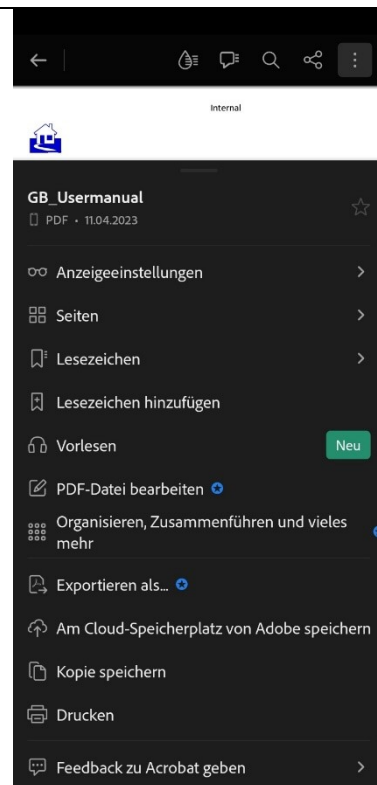 Internal
GB_Usermanual
PDF • 11.04.2023
Anzeigeeinstellungen
Seiten
Lesezeichen
Lesezeichen hinzufügen
Vorlesen
Neu
PDF-Datei bearbeiten
Organisieren, Zusammenführen und vieles
mehr
Exportieren als...
Am Cloud-Speicherplatz von Adobe speichern
Kopie speichern
Drucken
Feedback zu Acrobat geben